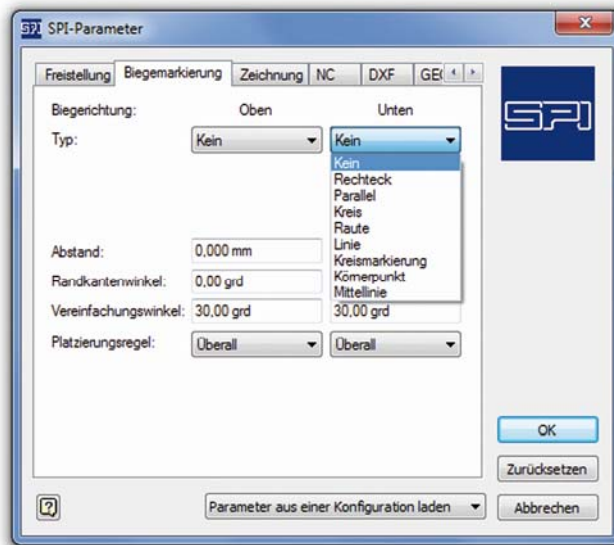 SPI SPI-Parameter
Freistellung Biegemarkierung Zeichnung NC DXF GE
SPI
Biegerichtung: Oben Unten
Typ: Kein Kein
Kein
Rechteck
Parallel
Kreis
Raute
Linie
Kreismarkierung
Körnerpunkt
Mittellinie
Abstand: 0,000 mm
Randkantenwinkel: 0,00 grd
Vereinfachungswinkel: 30,00 grd 30,00 grd
Platzierungsregel: Überall Überall
OK
Zurücksetzen
? Parameter aus einer Konfiguration laden Abbrechen